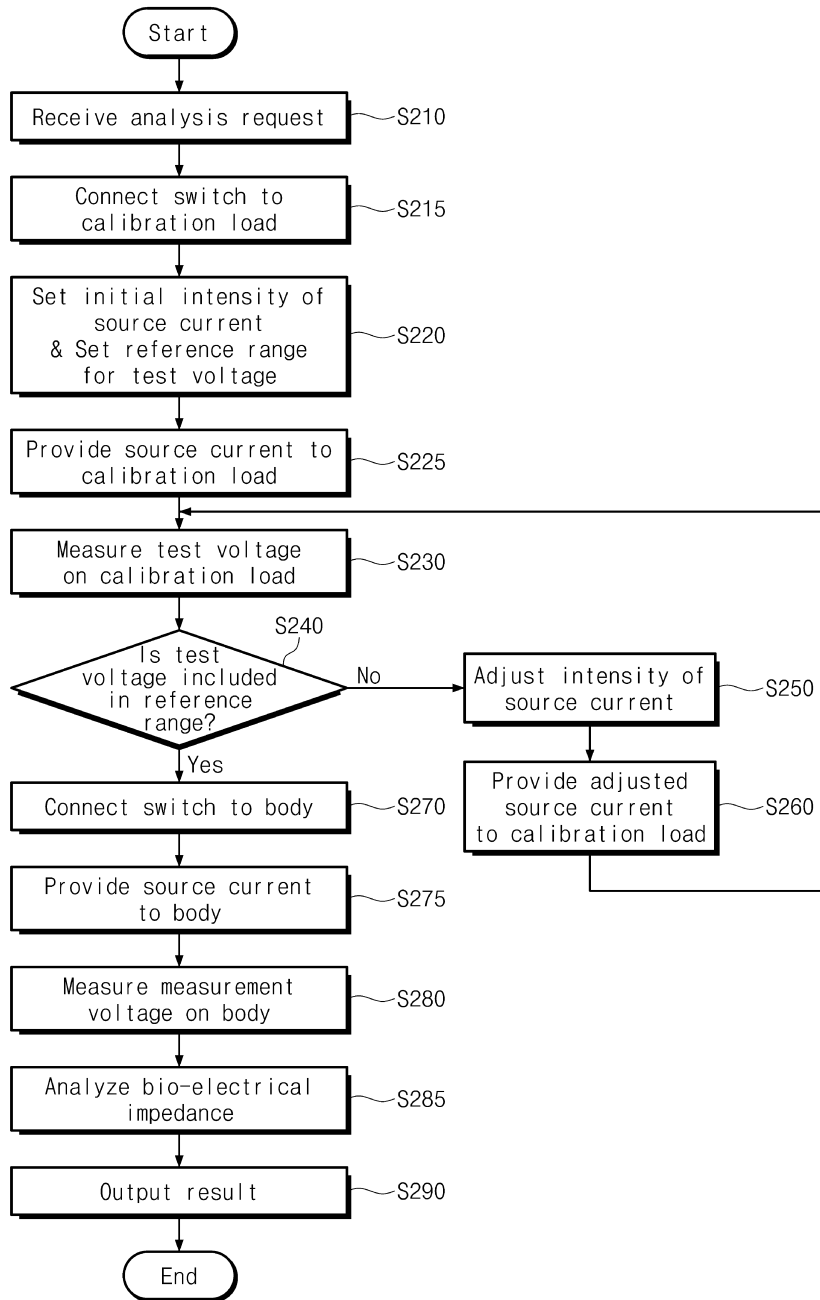 Start
Receive analysis request
S210
Connect switch to
calibration load
S215
Set initial intensity of
source current
& Set reference range
for test voltage
S220
Provide source current to
calibration load
S225
Measure test voltage
on calibration load
S230
S240
Is test
voltage included
in reference
range?
No
Adjust intensity of
source current
S250
Yes
Provide adjusted
source current
to calibration load
S260
Connect switch to body
S270
Provide source current
to body
S275
Measure measurement
voltage on body
S280
Analyze bio-electrical
impedance
S285
Output result
S290
End